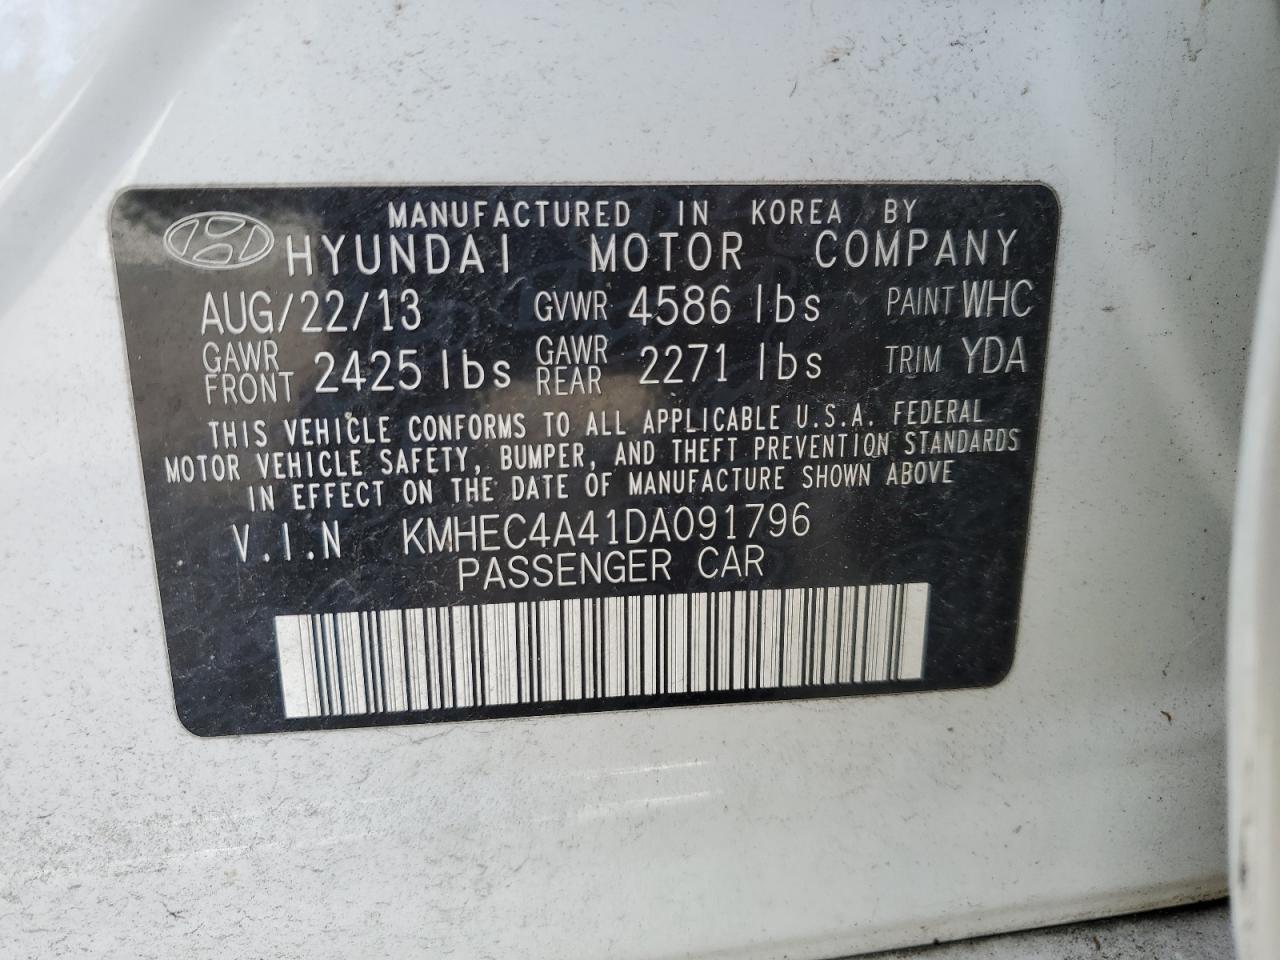 MANUFACTURED IN KOREA BY
HYUNDAI MOTOR COMPANY
AUG/22/13 GVWR 4586 lbs PAINT WHC
GAWR FRONT 2425 lbs GAWR REAR 2271 lbs TRIM YDA
THIS VEHICLE CONFORMS TO ALL APPLICABLE U.S.A. FEDERAL
MOTOR VEHICLE SAFETY, BUMPER, AND THEFT PREVENTION STANDARDS
IN EFFECT ON THE DATE OF MANUFACTURE SHOWN ABOVE
V.I.N KMHEC4A41DA091796
PASSENGER CAR